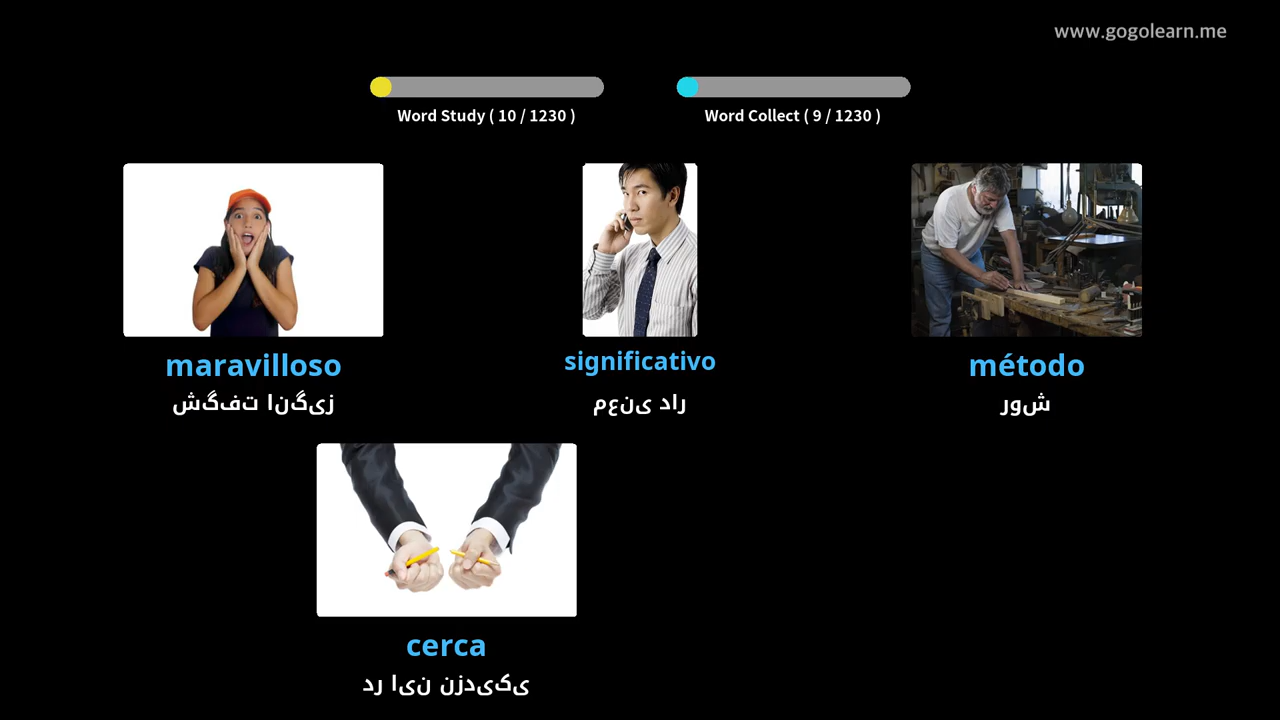 www.gogolearn.me
Word Study ( 10 / 1230 )
Word Collect ( 9 / 1230 )
maravilloso
شگفت انگیز
significativo
معنی دار
método
روش
cerca
در این نزدیکی